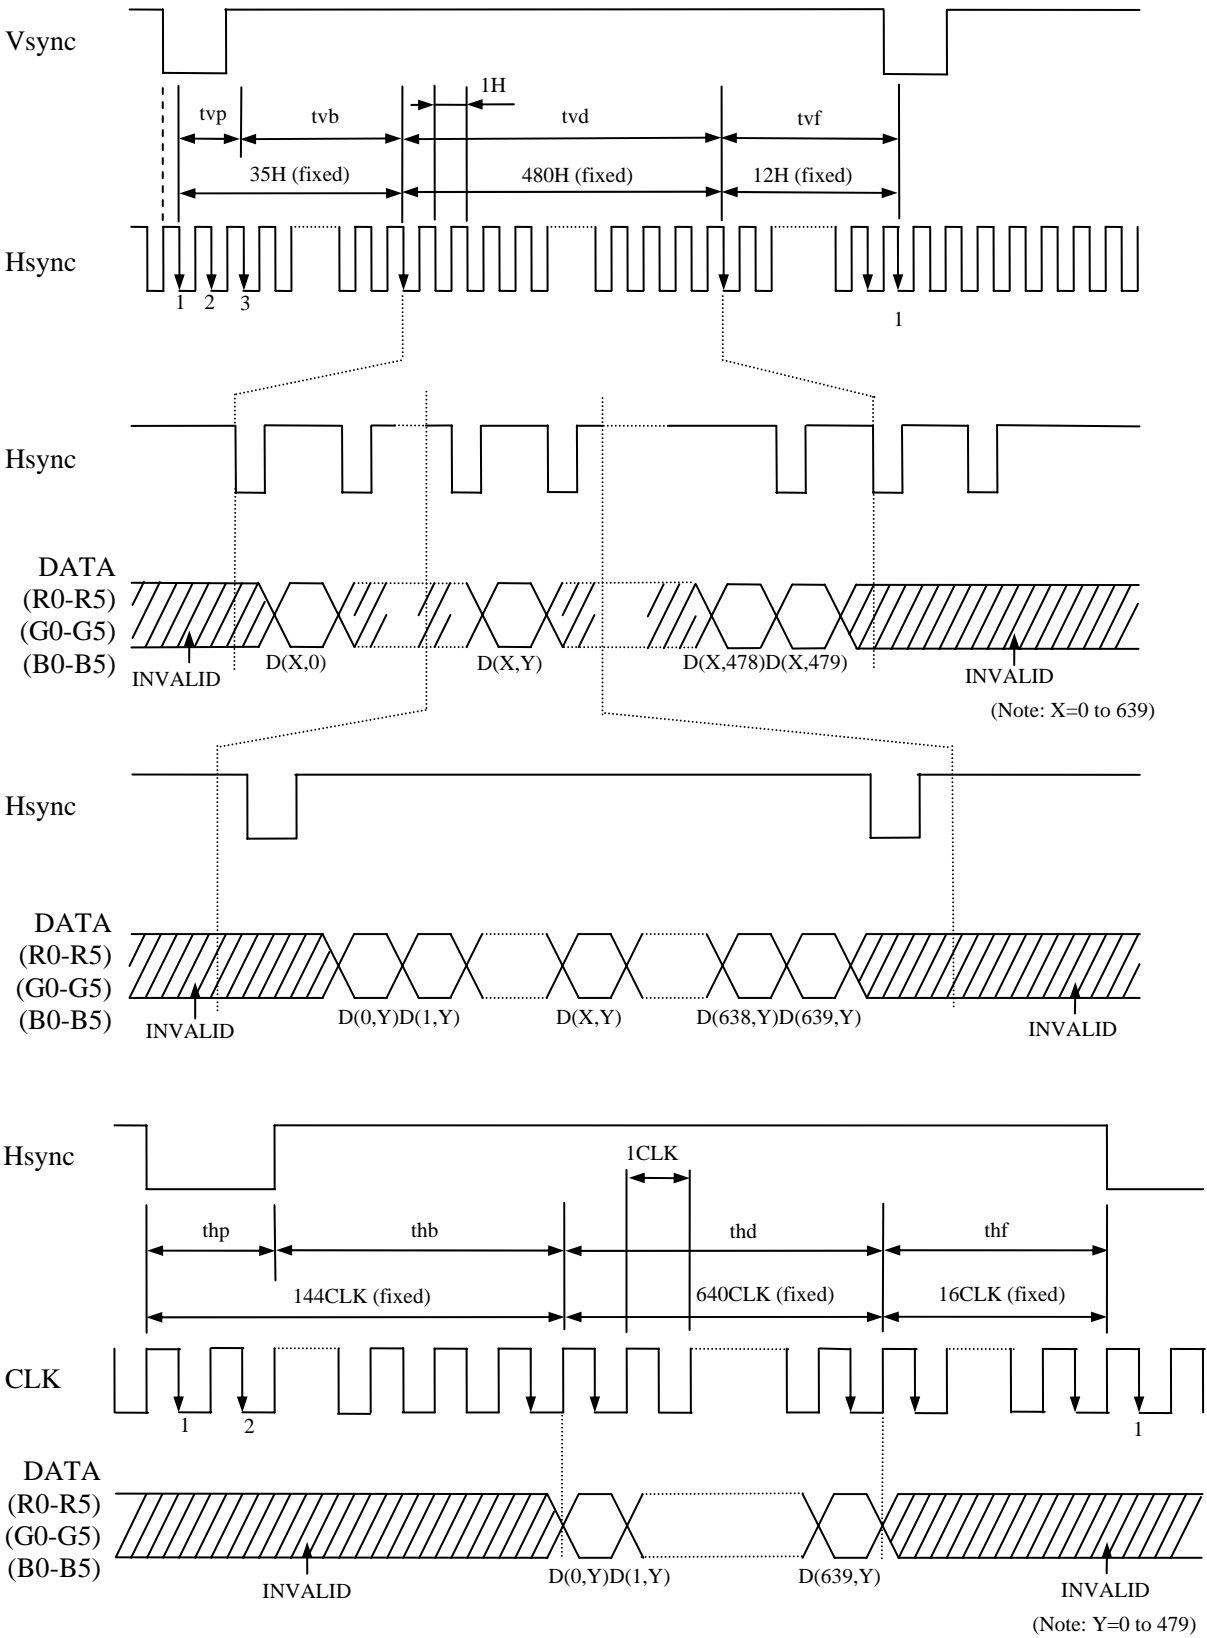 Vsync
1H
tvp
tvb
tvd
tvf
35H (fixed)
480H (fixed)
12H (fixed)
Hsync
1
2
3
1
Hsync
DATA
(R0-R5)
(G0-G5)
(B0-B5)
INVALID
D(X,0)
D(X,Y)
D(X,478)
D(X,479)
INVALID
(Note: X=0 to 639)
Hsync
DATA
(R0-R5)
(G0-G5)
(B0-B5)
INVALID
D(0,Y)
D(1,Y)
D(X,Y)
D(638,Y)
D(639,Y)
INVALID
Hsync
1CLK
thp
thb
thd
thf
144CLK (fixed)
640CLK (fixed)
16CLK (fixed)
CLK
1
2
1
DATA
(R0-R5)
(G0-G5)
(B0-B5)
INVALID
D(0,Y)
D(1,Y)
D(639,Y)
INVALID
(Note: Y=0 to 479)